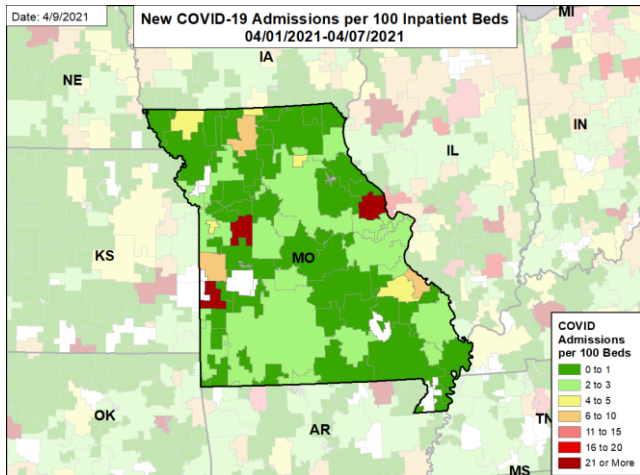 Date: 4/9/2021
New COVID-19 Admissions per 100 Inpatient Beds
04/01/2021-04/07/2021
MI
IA
NE
IN
IL
KS
MO
COVID
Admissions
per 100 Beds
0 to 1
2 to 3
4 to 5
6 to 10
11 to 15
16 to 20
21 or More
OK
AR
TN
MS